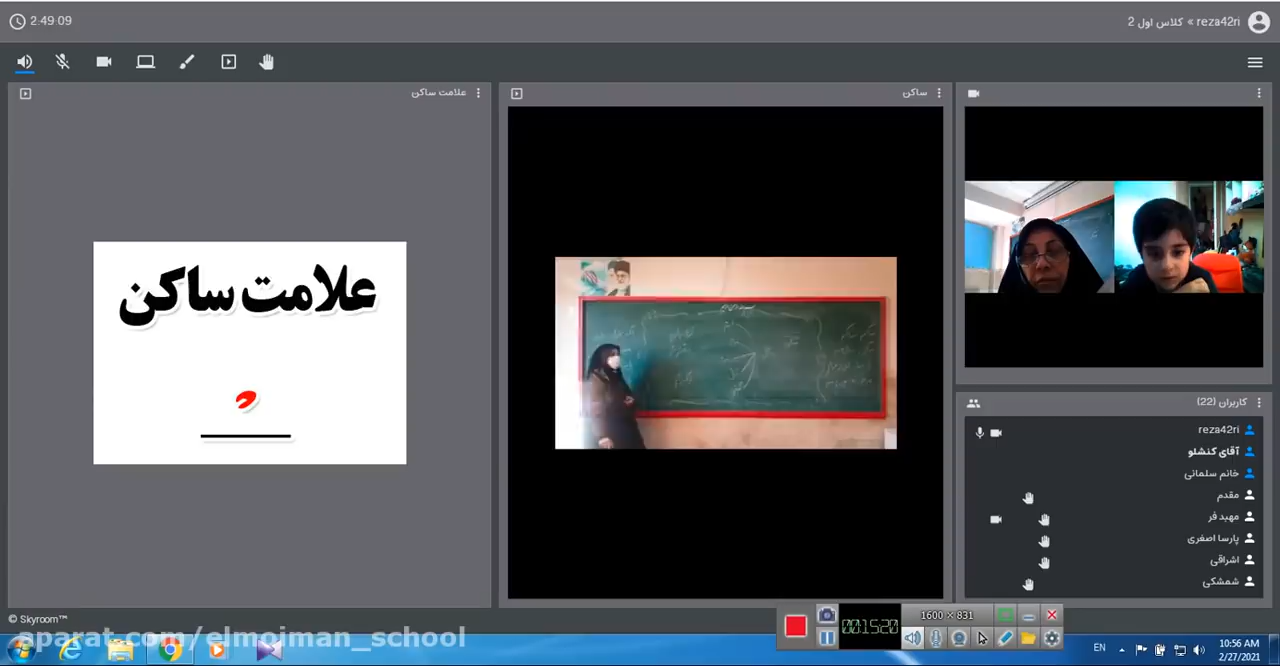 2:49:09
reza42ri » کلاس اول 2
علامت ساکن
ساکن
علامت ساکن
کاربران (22)
reza42ri
آقای کنشلو
خانم سلمانی
مقدم
مهبد فر
پارسا اصغری
اشراقی
شمشکی
© Skyroom™
1600 × 831
00:15:20
aparat.com/elmoiman_school
EN
10:56 AM
2/27/2021